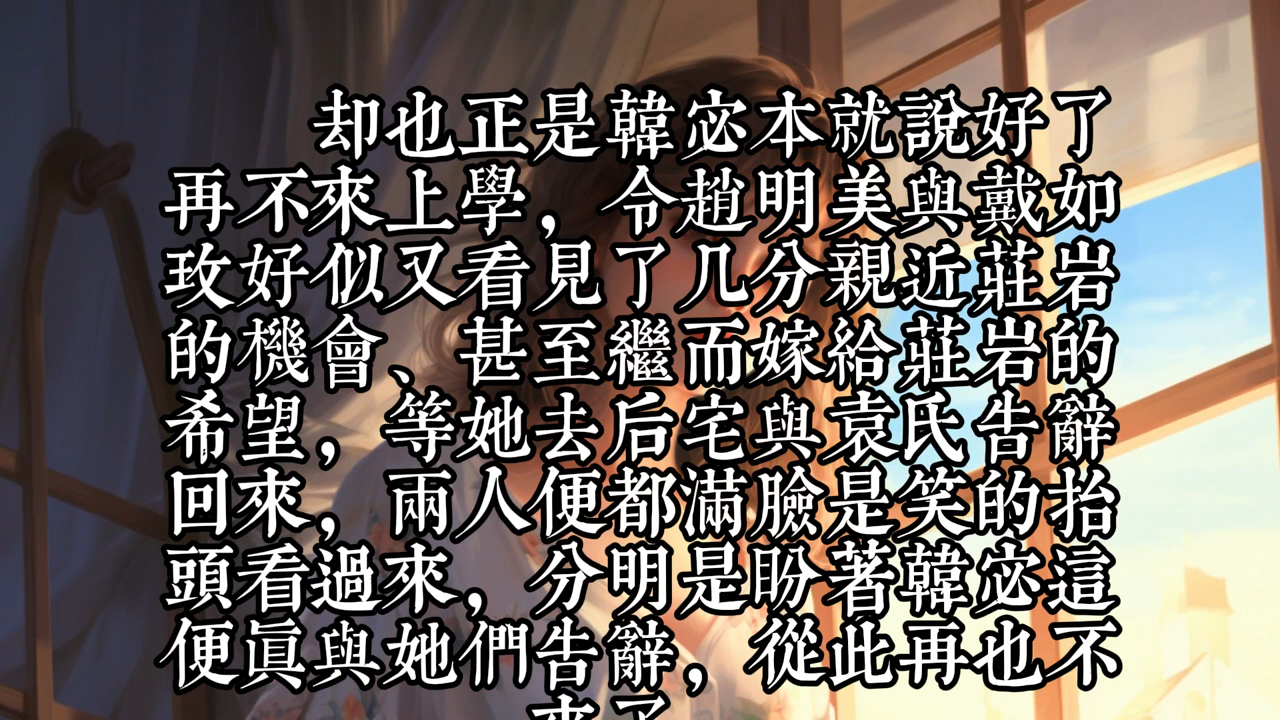 却也正是韓宓本就說好了
再不來上學，令趙明美與戴如
玫好似又看見了几分親近莊岩
的機會、甚至繼而嫁給莊岩的
希望，等她去后宅與袁氏告辭
回來，兩人便都滿臉是笑的抬
頭看過來，分明是盼著韓宓這
便眞與她們告辭，從此再也不
來了